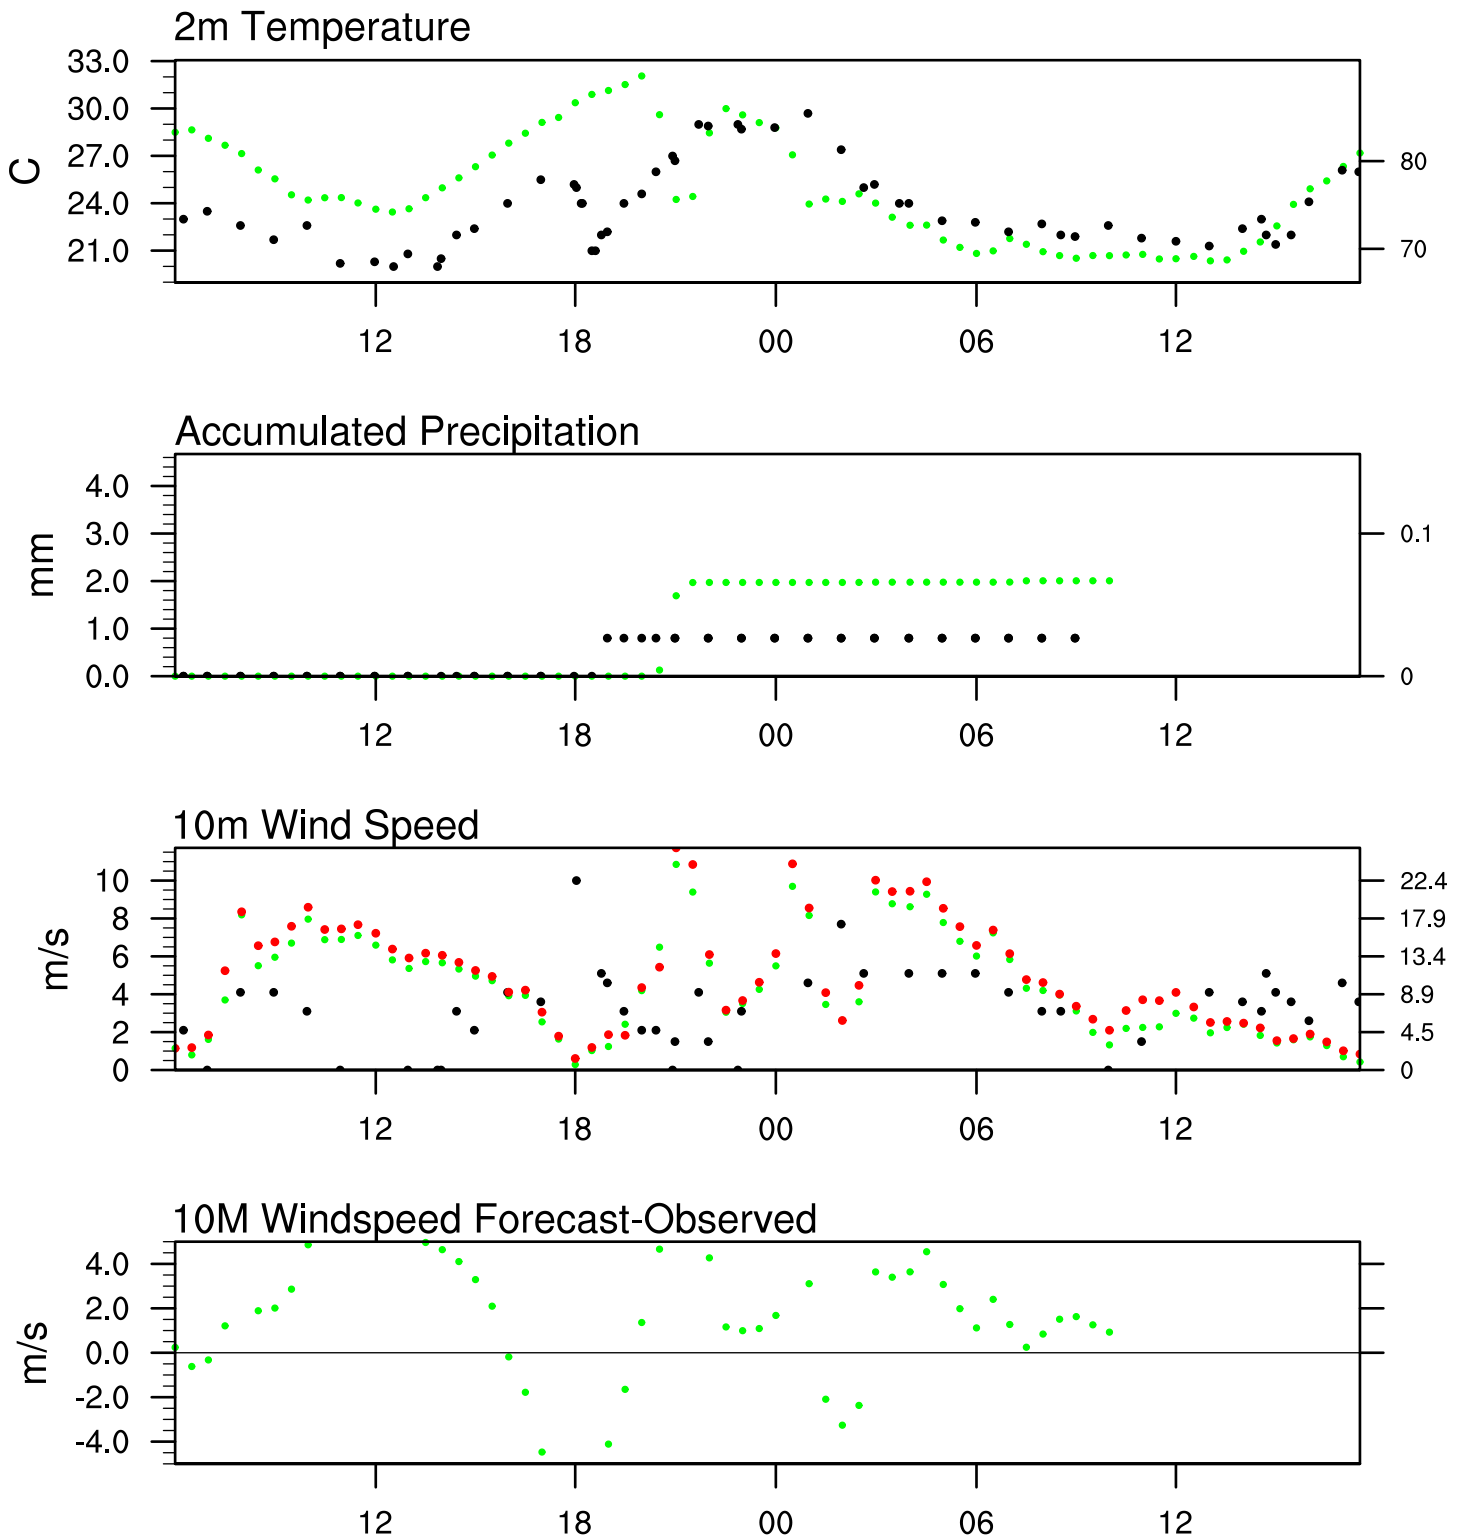 2m Temperature
33.0
30.0
27.0
24.0
21.0
C
80
70
12 18 00 06 12
Accumulated Precipitation
4.0
3.0
2.0
1.0
0.0
mm
0.1
0
12 18 00 06 12
10m Wind Speed
10
8
6
4
2
0
m/s
22.4
17.9
13.4
8.9
4.5
0
12 18 00 06 12
10M Windspeed Forecast-Observed
4.0
2.0
0.0
-2.0
-4.0
m/s
12 18 00 06 12